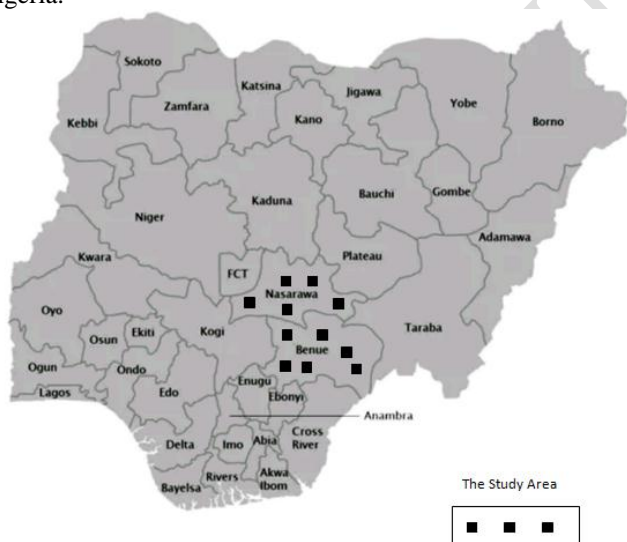 Sokoto
Katsina
Jigawa
Zamfara
Yobe
Kano
Kebbi
Borno
Bauchi
Gombe
Kaduna
Niger
Adamawa
Kwara
Plateau
FCT
Nasarawa
Oyo
Kogi
Taraba
Ekiti
Osun
Benue
Ogun
Ondo
Enugu
Lagos
Edo
Ebonyi
Anambra
Cross
River
Delta
Imo
Abia
Rivers
Akwa
Ibom
Bayelsa
The Study Area